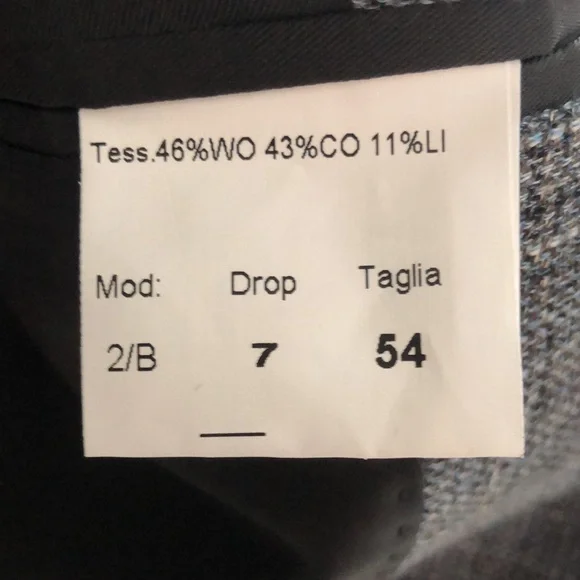 Tess.46%WO 43%CO 11%LI
Mod: Drop Taglia
2/B 7 54